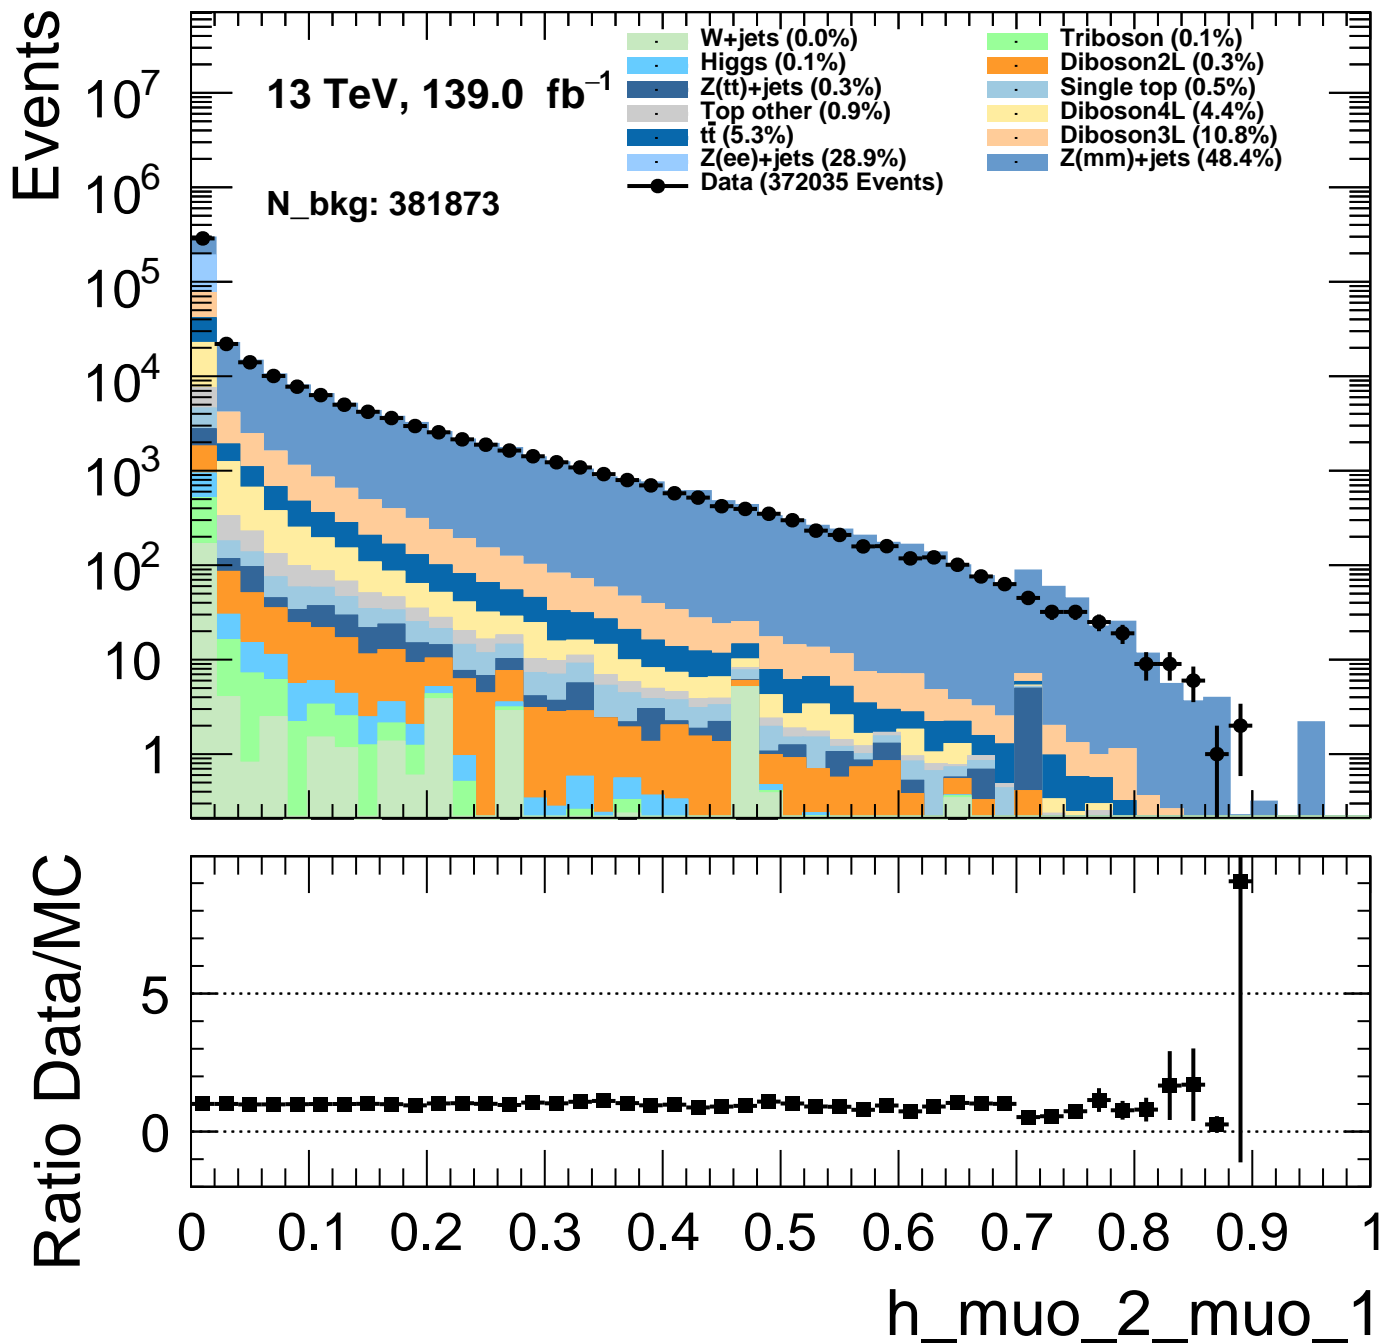 Events
10^7
10^6
10^5
10^4
10^3
10^2
10
1
13 TeV, 139.0 fb^−1
N_bkg: 381873
W+jets (0.0%)
Higgs (0.1%)
Z(tt)+jets (0.3%)
Top other (0.9%)
tt̄ (5.3%)
Z(ee)+jets (28.9%)
Data (372035 Events)
Triboson (0.1%)
Diboson2L (0.3%)
Single top (0.5%)
Diboson4L (4.4%)
Diboson3L (10.8%)
Z(mm)+jets (48.4%)
Ratio Data/MC
5
0
0 0.1 0.2 0.3 0.4 0.5 0.6 0.7 0.8 0.9 1
h_muo_2_muo_1